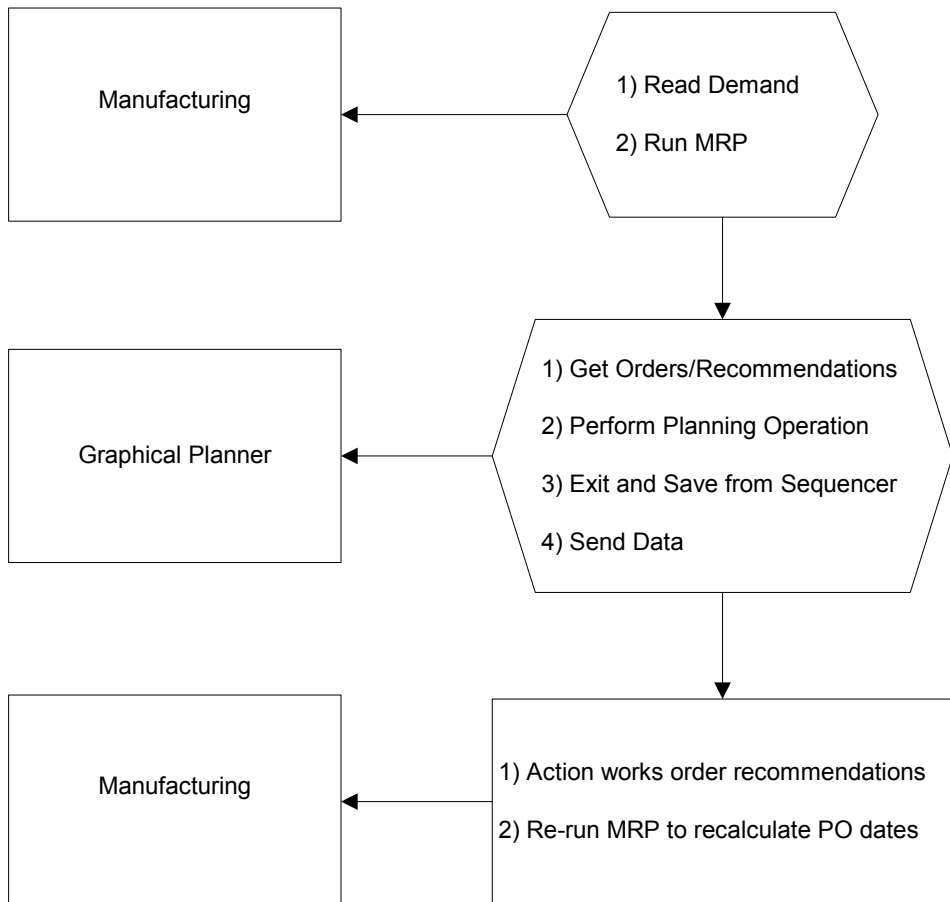 Manufacturing
1) Read Demand
2) Run MRP
Graphical Planner
1) Get Orders/Recommendations
2) Perform Planning Operation
3) Exit and Save from Sequencer
4) Send Data
Manufacturing
1) Action works order recommendations
2) Re-run MRP to recalculate PO dates